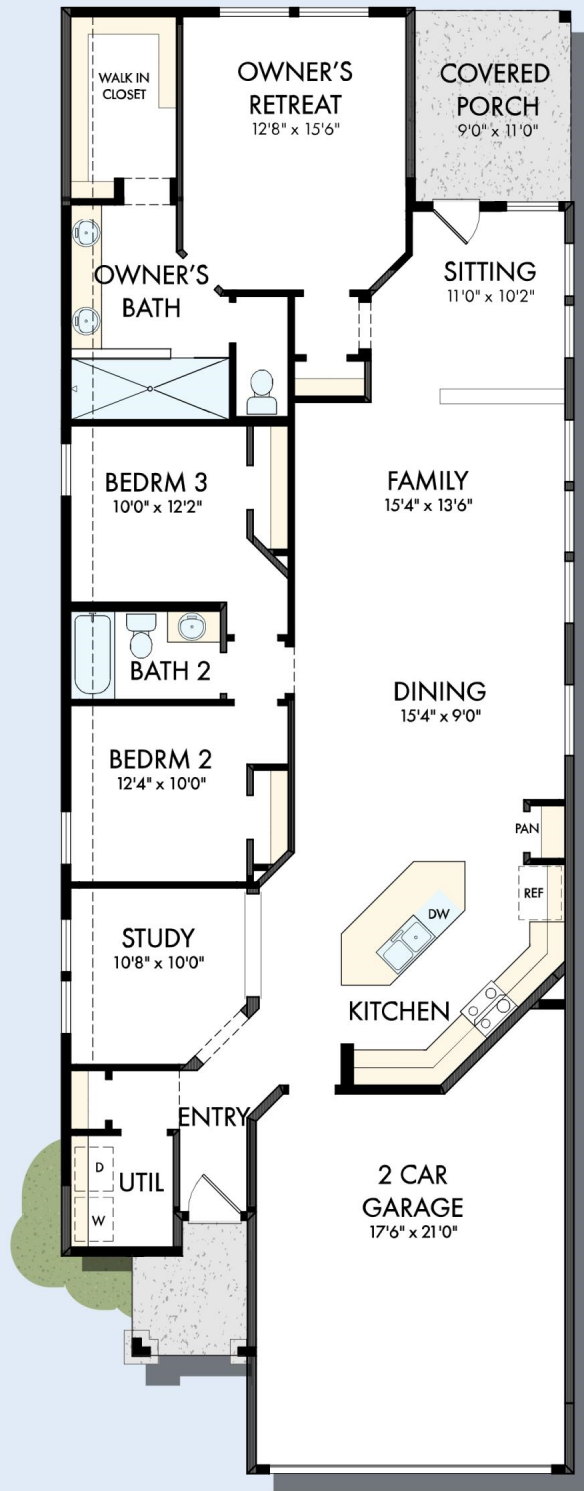 WALK IN
CLOSET
OWNER'S
RETREAT
12'8" x 15'6"
COVERED
PORCH
9'0" x 11'0"
OWNER'S
BATH
SITTING
11'0" x 10'2"
BEDRM 3
10'0" x 12'2"
FAMILY
15'4" x 13'6"
BATH 2
DINING
15'4" x 9'0"
BEDRM 2
12'4" x 10'0"
PAN
REF
DW
STUDY
10'8" x 10'0"
KITCHEN
ENTRY
D
UTIL
W
2 CAR
GARAGE
17'6" x 21'0"